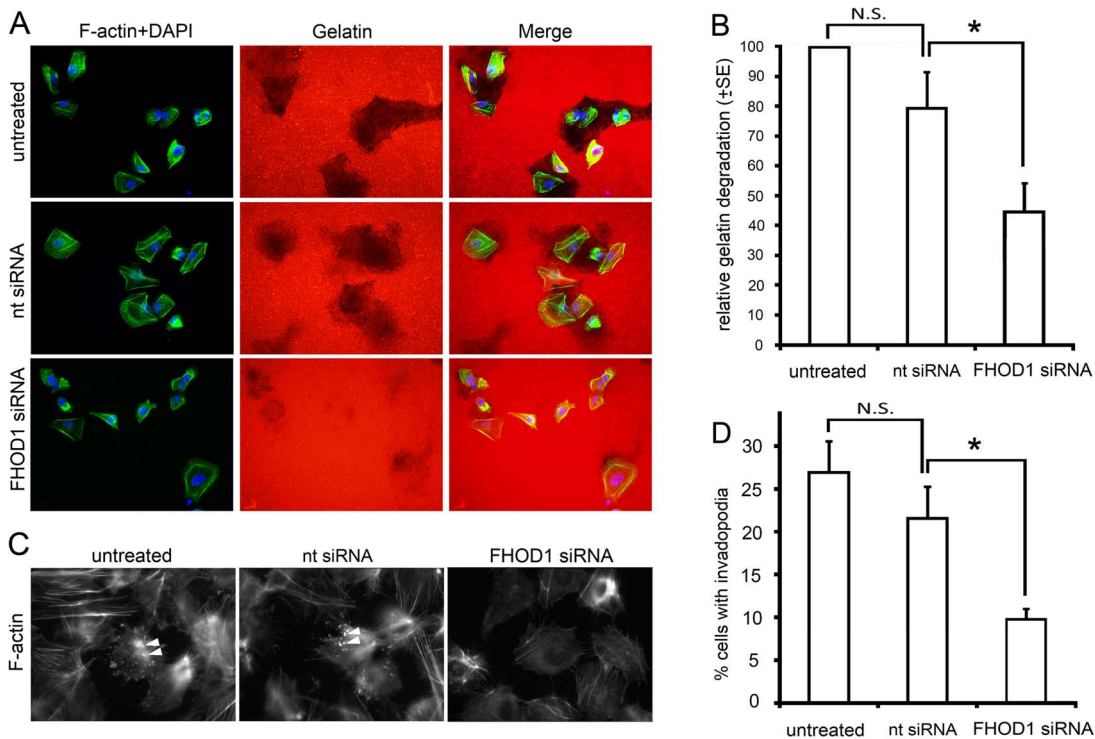 A
F-actin+DAPI Gelatin Merge
untreated
nt siRNA
FHOD1 siRNA
B
N.S.
*
relative gelatin degradation (±SE)
100
90
80
70
60
50
40
30
20
10
0
untreated nt siRNA FHOD1 siRNA
C
untreated nt siRNA FHOD1 siRNA
F-actin
D
N.S.
*
% cells with invadopodia
30
25
20
15
10
5
0
untreated nt siRNA FHOD1 siRNA